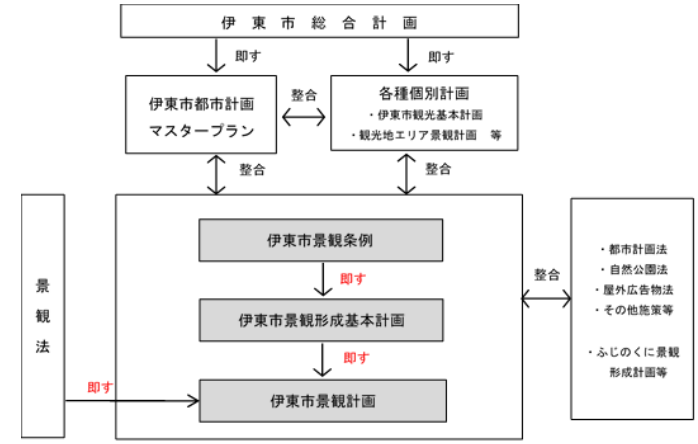 伊東市総合計画
即す
即す
伊東市都市計画
マスタープラン
整合
各種個別計画
・伊東市観光基本計画
・観光地エリア景観計画　等
整合
整合
景
観
法
伊東市景観条例
即す
伊東市景観形成基本計画
即す
即す
伊東市景観計画
整合
・都市計画法
・自然公園法
・屋外広告物法
・その他施策等
・ふじのくに景観
形成計画等